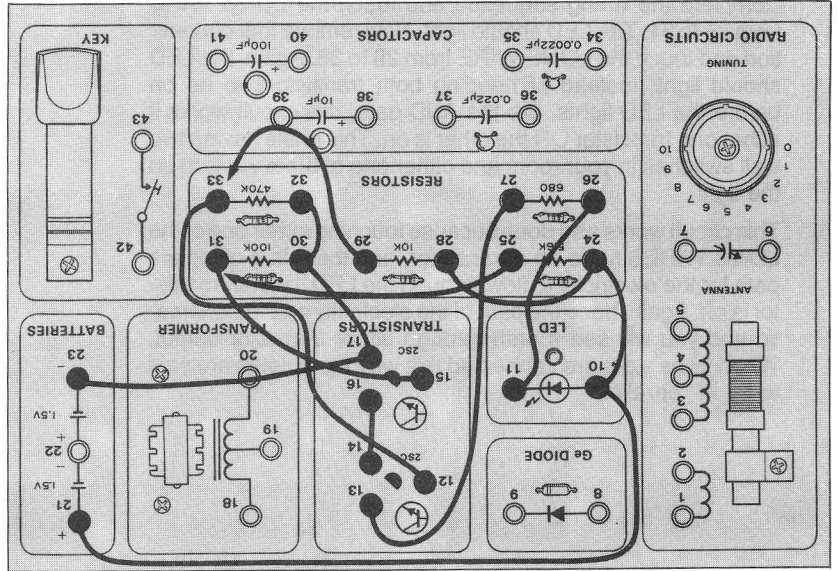 1
2
3
4
5
ANTENNA
6
7
0
1
2
3
4
5
6
7
8
9
10
TUNING
RADIO CIRCUITS
8
9
Ge DIODE
10
11
LED
13
12
2SC
14
16
15
2SC
17
TRANSISTORS
18
19
20
TRANSFORMER
+
21
1.5V
-
22
+
1.5V
-
23
BATTERIES
24
5.6K
25
28
10K
29
30
100K
31
26
680
27
32
470K
33
RESISTORS
36
0.022μF
37
38
+
10μF
39
34
0.0022μF
35
40
+
100μF
41
CAPACITORS
42
43
KEY